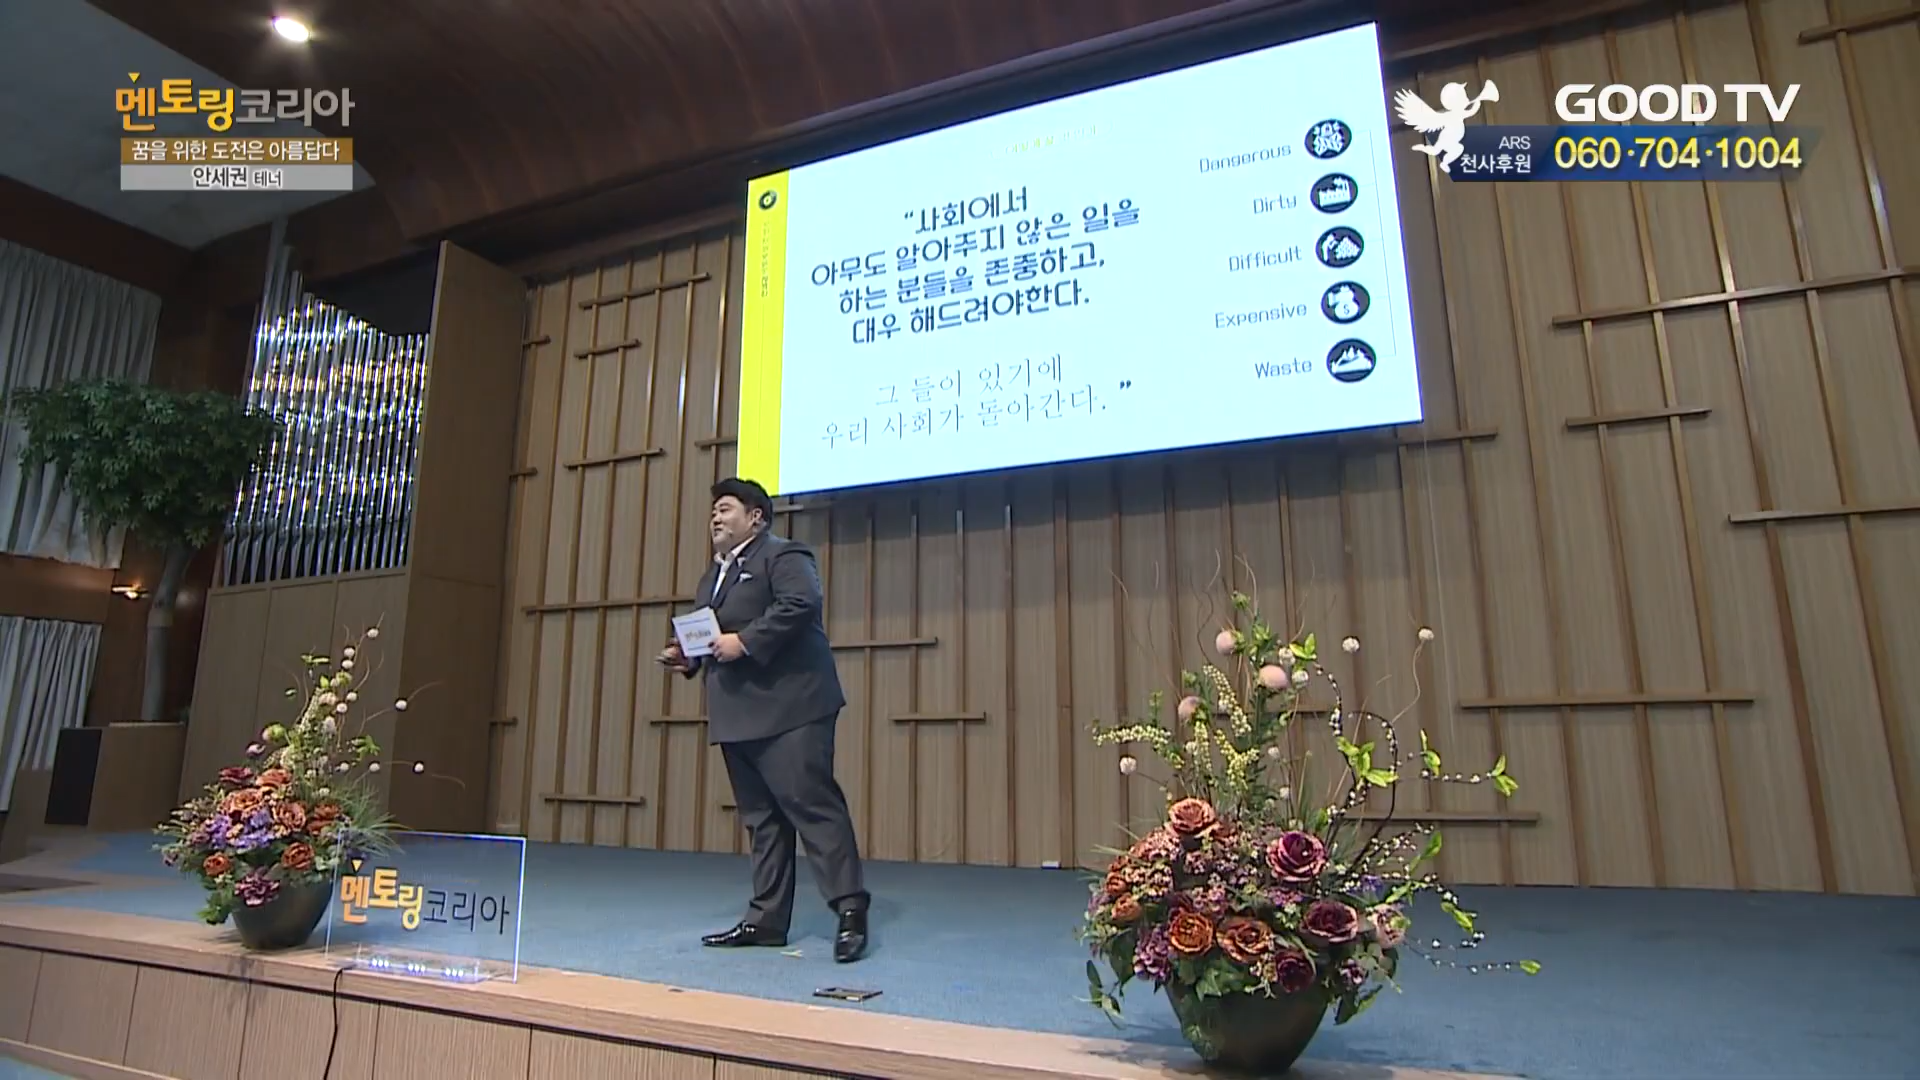 멘토링코리아
꿈을 위한 도전은 아름답다
안세권 테너
GOOD TV
ARS
천사후원
060·704·1004
“사회에서
아무도 알아주지 않은 일을
하는 분들을 존중하고,
대우 해드려야한다.
그들이 있기에
우리 사회가 돌아간다.”
Dangerous
Dirty
Difficult
Expensive
Waste
멘토링코리아